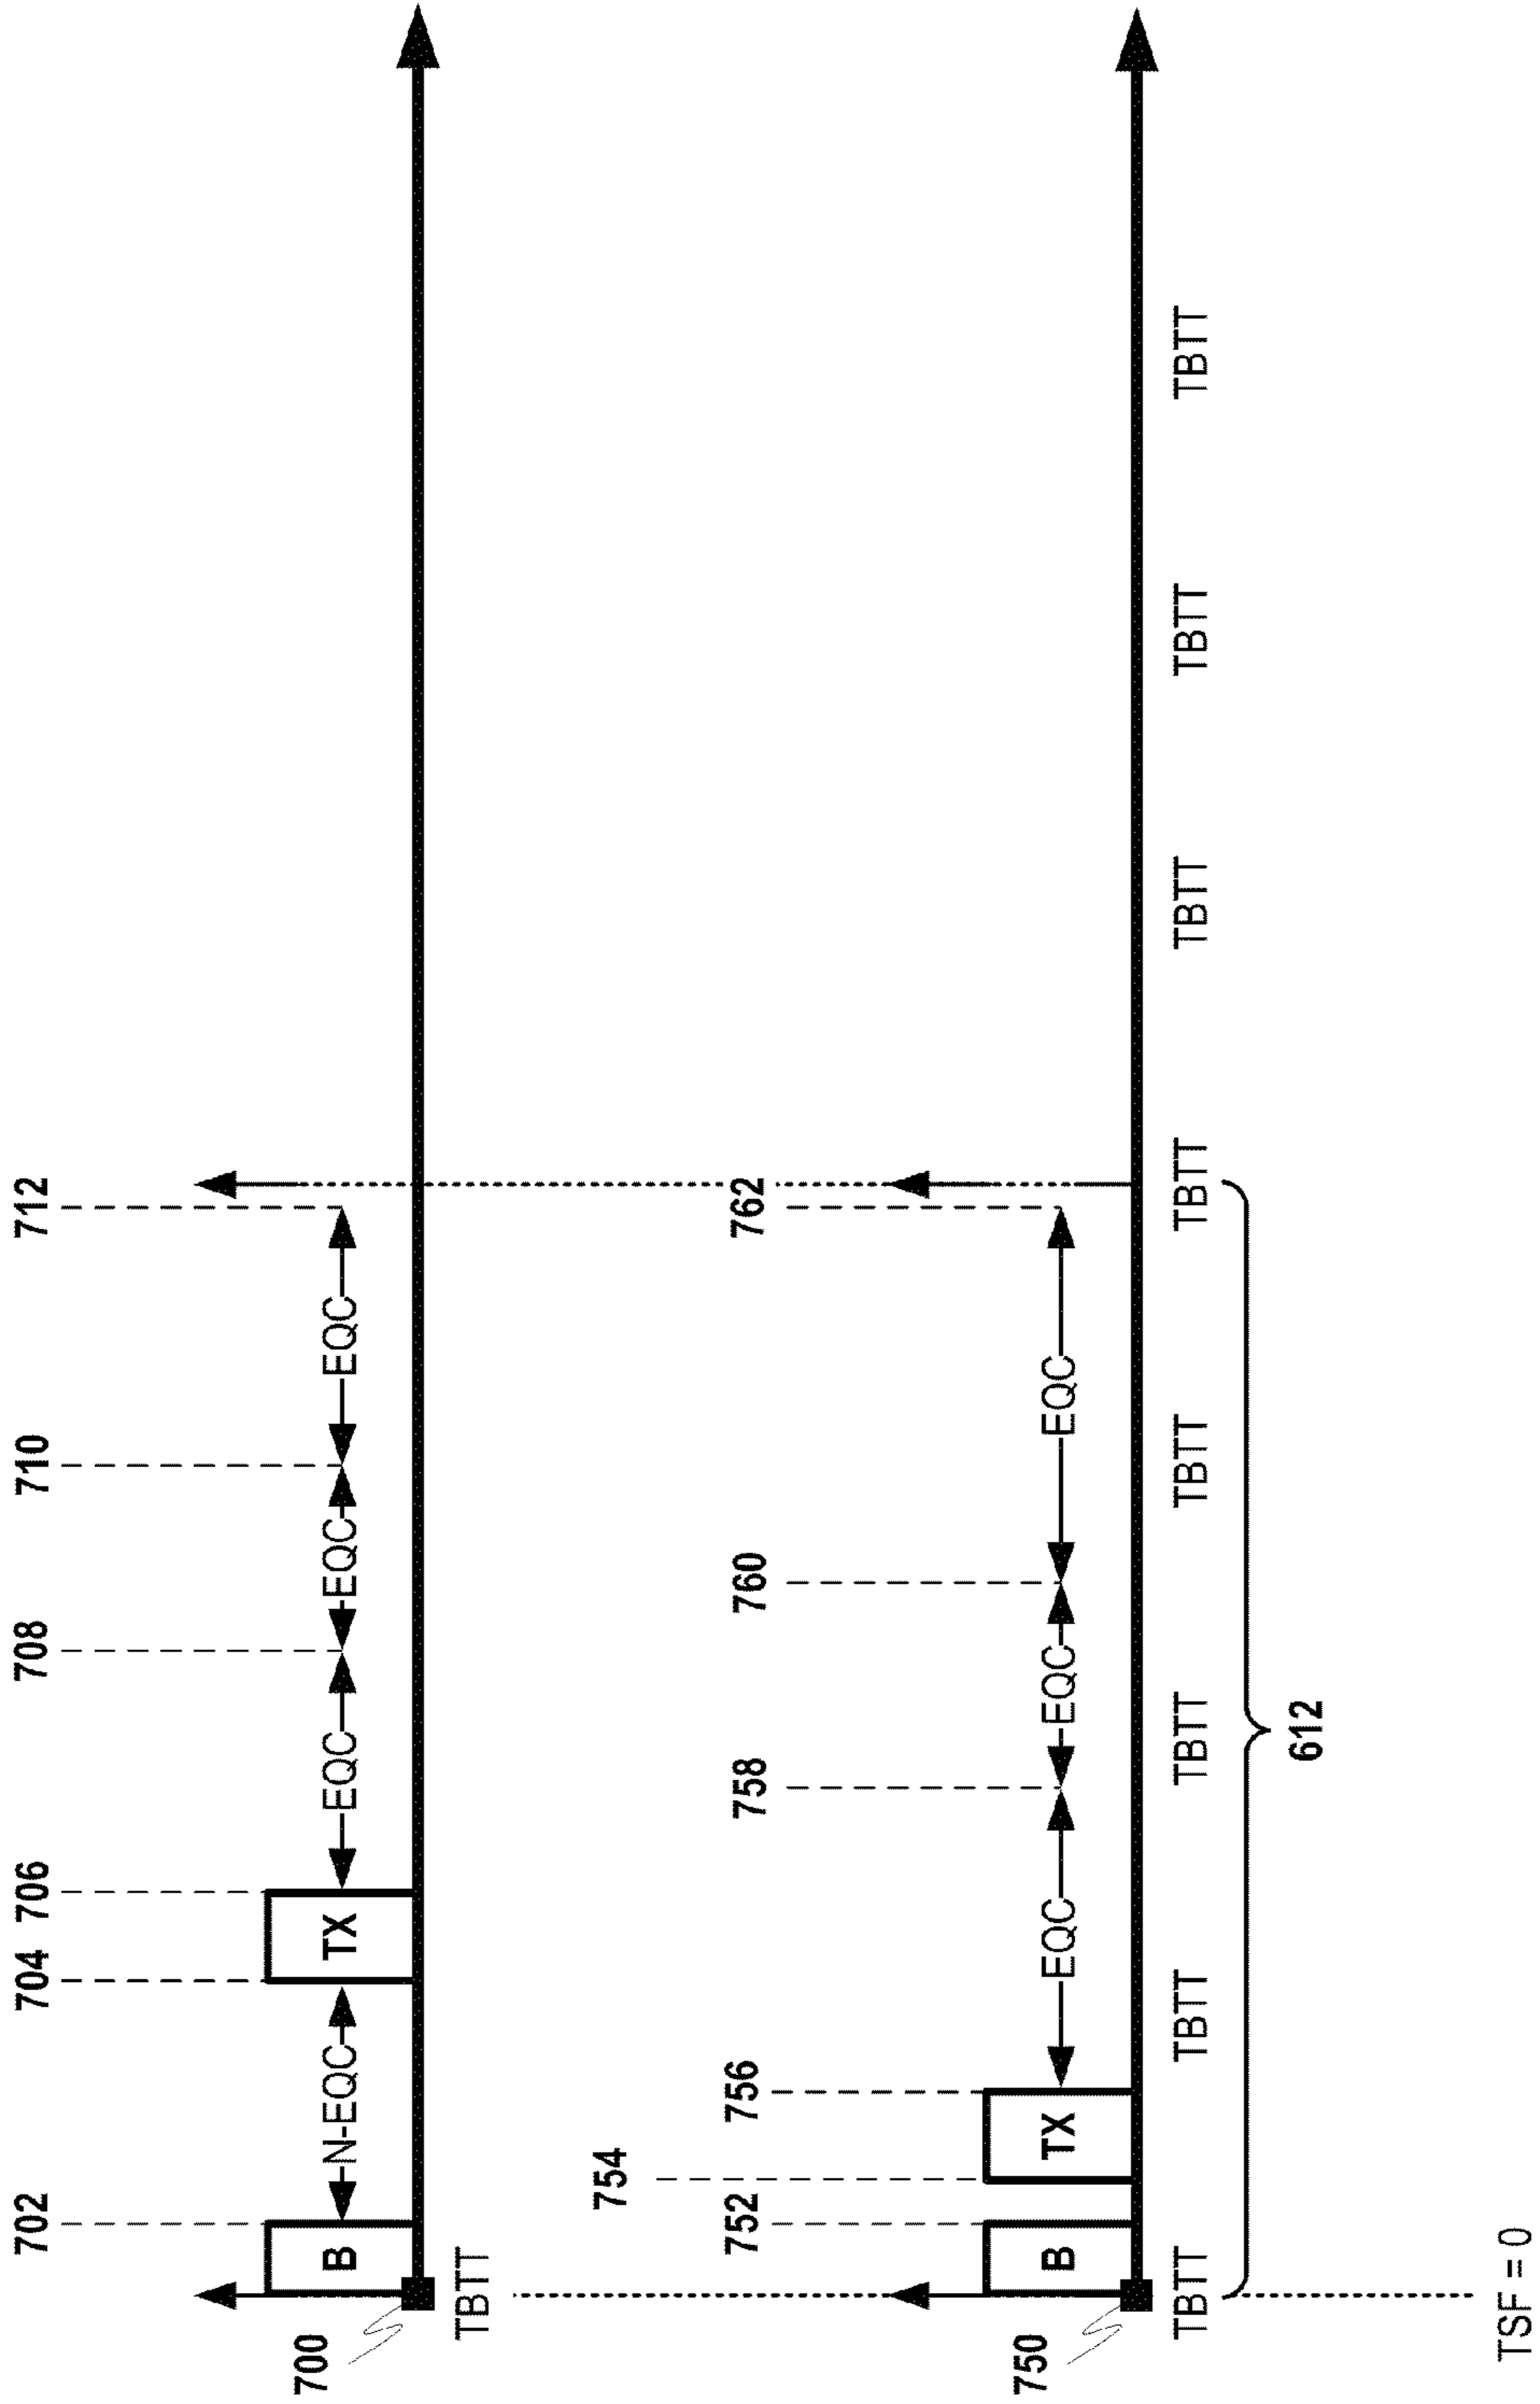 702 704 706 708 710 712
B N-EQC TX EQC EQC EQC
700
TBTT
754
752 756 758 760 762
B TX EQC EQC EQC
750
TBTT TBTT TBTT TBTT TBTT TBTT TBTT TBTT
612
TSF = 0